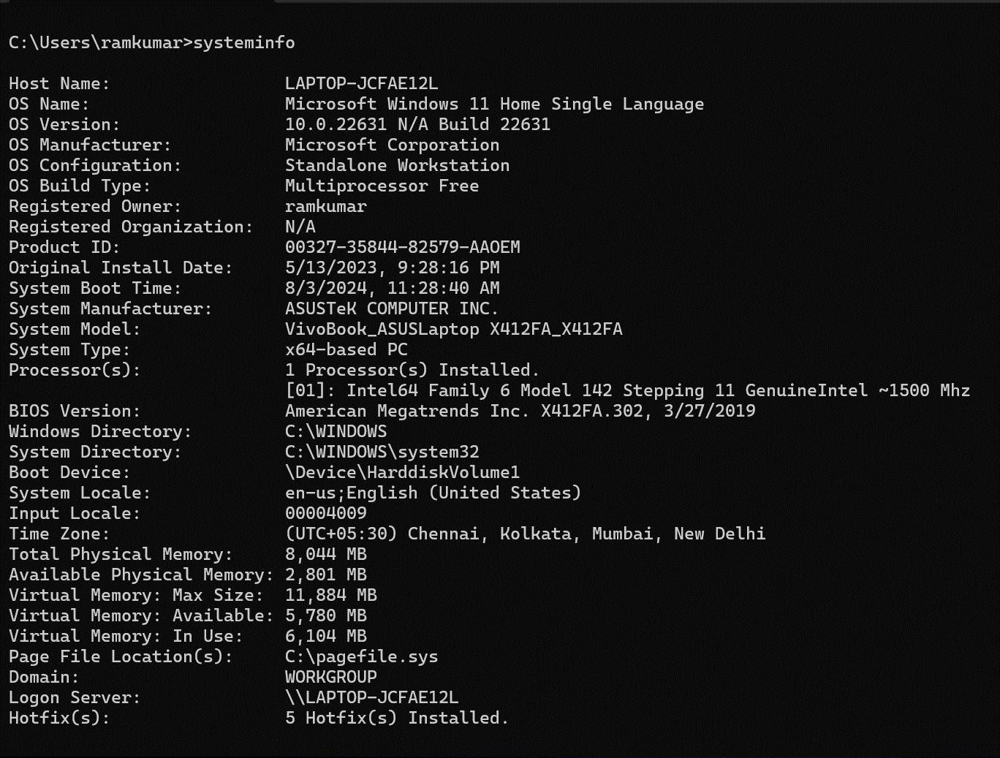 C:\Users\ramkumar>systeminfo
Host Name: LAPTOP-JCFAE12L
OS Name: Microsoft Windows 11 Home Single Language
OS Version: 10.0.22631 N/A Build 22631
OS Manufacturer: Microsoft Corporation
OS Configuration: Standalone Workstation
OS Build Type: Multiprocessor Free
Registered Owner: ramkumar
Registered Organization: N/A
Product ID: 00327-35844-82579-AAOEM
Original Install Date: 5/13/2023, 9:28:16 PM
System Boot Time: 8/3/2024, 11:28:40 AM
System Manufacturer: ASUSTeK COMPUTER INC.
System Model: VivoBook_ASUSLaptop X412FA_X412FA
System Type: x64-based PC
Processor(s): 1 Processor(s) Installed.
[01]: Intel64 Family 6 Model 142 Stepping 11 GenuineIntel ~1500 Mhz
BIOS Version: American Megatrends Inc. X412FA.302, 3/27/2019
Windows Directory: C:\WINDOWS
System Directory: C:\WINDOWS\system32
Boot Device: \Device\HarddiskVolume1
System Locale: en-us;English (United States)
Input Locale: 00004009
Time Zone: (UTC+05:30) Chennai, Kolkata, Mumbai, New Delhi
Total Physical Memory: 8,044 MB
Available Physical Memory: 2,801 MB
Virtual Memory: Max Size: 11,884 MB
Virtual Memory: Available: 5,780 MB
Virtual Memory: In Use: 6,104 MB
Page File Location(s): C:\pagefile.sys
Domain: WORKGROUP
Logon Server: \\LAPTOP-JCFAE12L
Hotfix(s): 5 Hotfix(s) Installed.